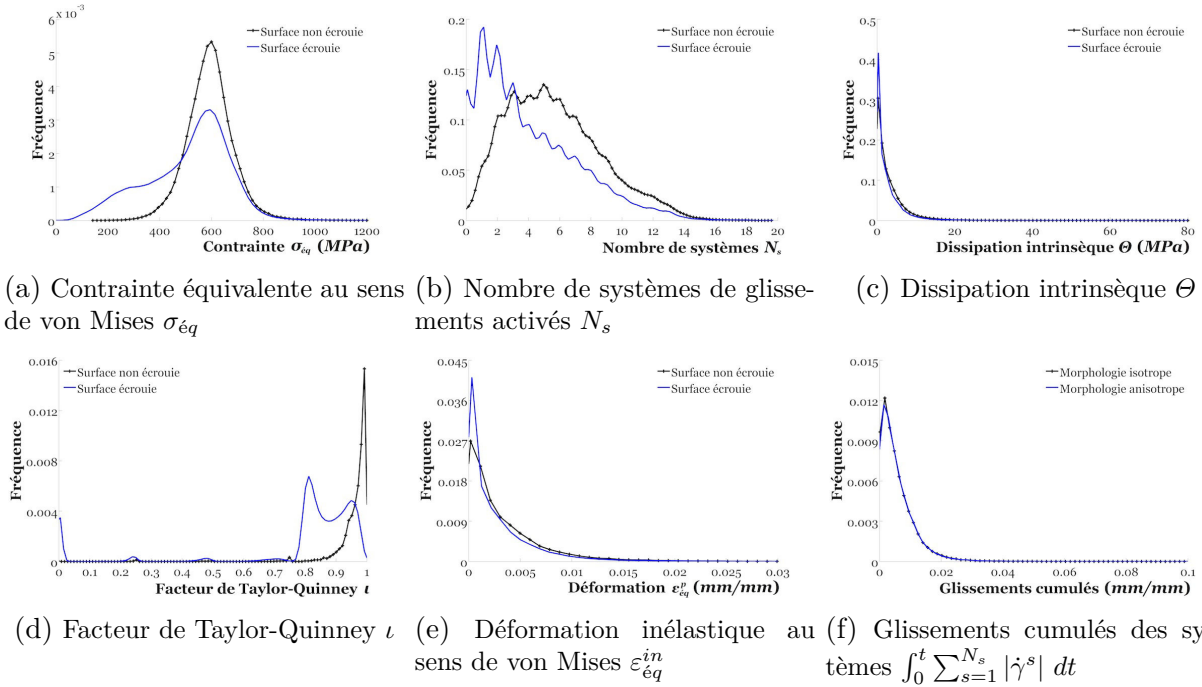 6 ×10⁻³
5
4
3
2
1
0
Fréquence
Surface non écrouie
Surface écrouie
0 200 400 600 800 1000 1200
Contrainte σéq (MPa)
0.2
0.15
0.1
0.05
0
Fréquence
Surface non écrouie
Surface écrouie
0 2 4 6 8 10 12 14 16 18 20
Nombre de systèmes Ns
0.5
0.4
0.3
0.2
0.1
0
Fréquence
Surface non écrouie
Surface écrouie
0 20 40 60 80
Dissipation intrinsèque Θ (MPa)
(a) Contrainte équivalente au sens
de von Mises σéq
(b) Nombre de systèmes de glisse-
ments activés Ns
(c) Dissipation intrinsèque Θ
0.016
0.012
0.008
0.004
0
Fréquence
Surface non écrouie
Surface écrouie
0 0.1 0.2 0.3 0.4 0.5 0.6 0.7 0.8 0.9 1
Facteur de Taylor-Quinney ι
0.045
0.036
0.027
0.018
0.009
0
Fréquence
Surface non écrouie
Surface écrouie
0 0.005 0.01 0.015 0.02 0.025 0.03
Déformation ε^p_éq (mm/mm)
0.015
0.012
0.009
0.006
0.003
0
Fréquence
Morphologie isotrope
Morphologie anisotrope
0 0.02 0.04 0.06 0.08 0.1
Glissements cumulés (mm/mm)
(d) Facteur de Taylor-Quinney ι
(e) Déformation inélastique au
sens de von Mises ε^in_éq
(f) Glissements cumulés des sy
tèmes ∫₀ᵗ ∑_{s=1}^{Ns} |γ̇ˢ| dt